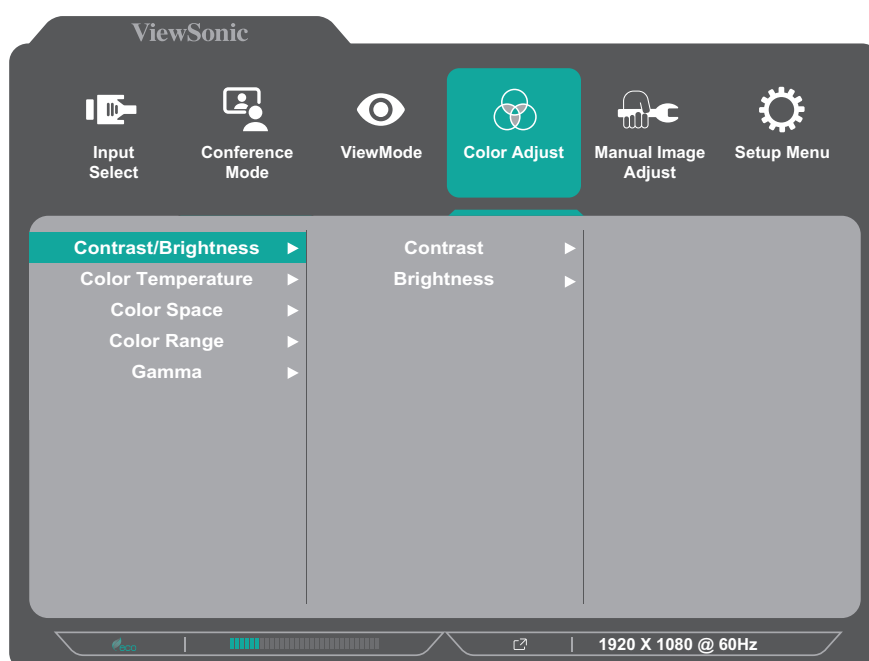 ViewSonic
Input
Select
Conference
Mode
ViewMode
Color Adjust
Manual Image
Adjust
Setup Menu
Contrast/Brightness
Color Temperature
Color Space
Color Range
Gamma
Contrast
Brightness
eco
1920 X 1080 @ 60Hz